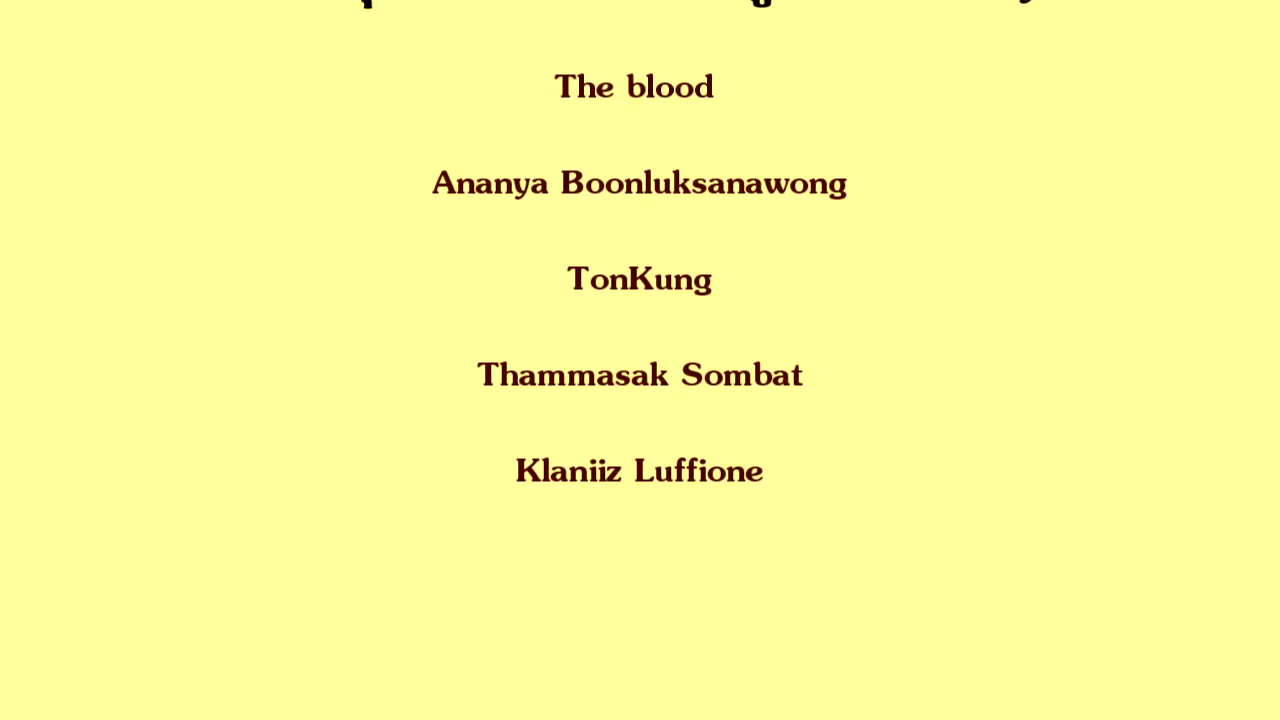 The blood
Ananya Boonluksanawong
TonKung
Thammasak Sombat
Klaniiz Luffione